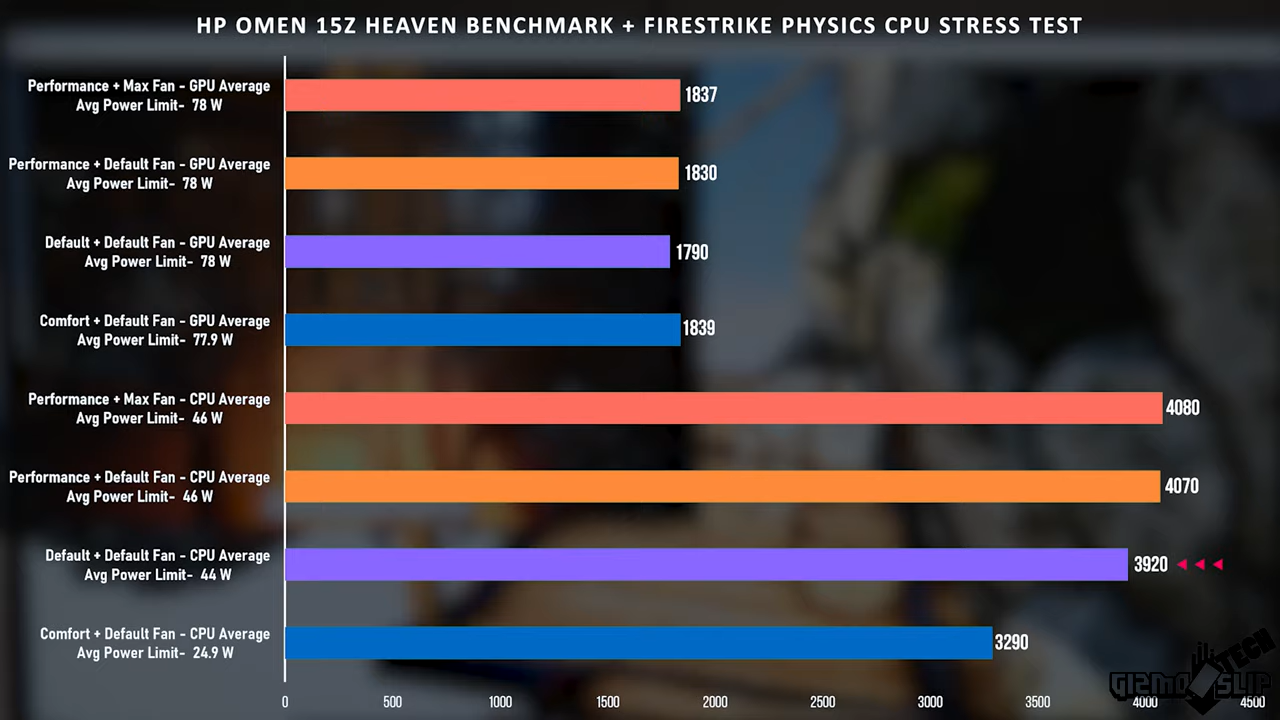 HP OMEN 15Z HEAVEN BENCHMARK + FIRESTRIKE PHYSICS CPU STRESS TEST
Performance + Max Fan - GPU Average
Avg Power Limit- 78 W
1837
Performance + Default Fan - GPU Average
Avg Power Limit- 78 W
1830
Default + Default Fan - GPU Average
Avg Power Limit- 78 W
1790
Comfort + Default Fan - GPU Average
Avg Power Limit- 77.9 W
1839
Performance + Max Fan - CPU Average
Avg Power Limit- 46 W
4080
Performance + Default Fan - CPU Average
Avg Power Limit- 46 W
4070
Default + Default Fan - CPU Average
Avg Power Limit- 44 W
3920
Comfort + Default Fan - CPU Average
Avg Power Limit- 24.9 W
3290
0 500 1000 1500 2000 2500 3000 3500 4000 4500
GIZMO SLIP TECH